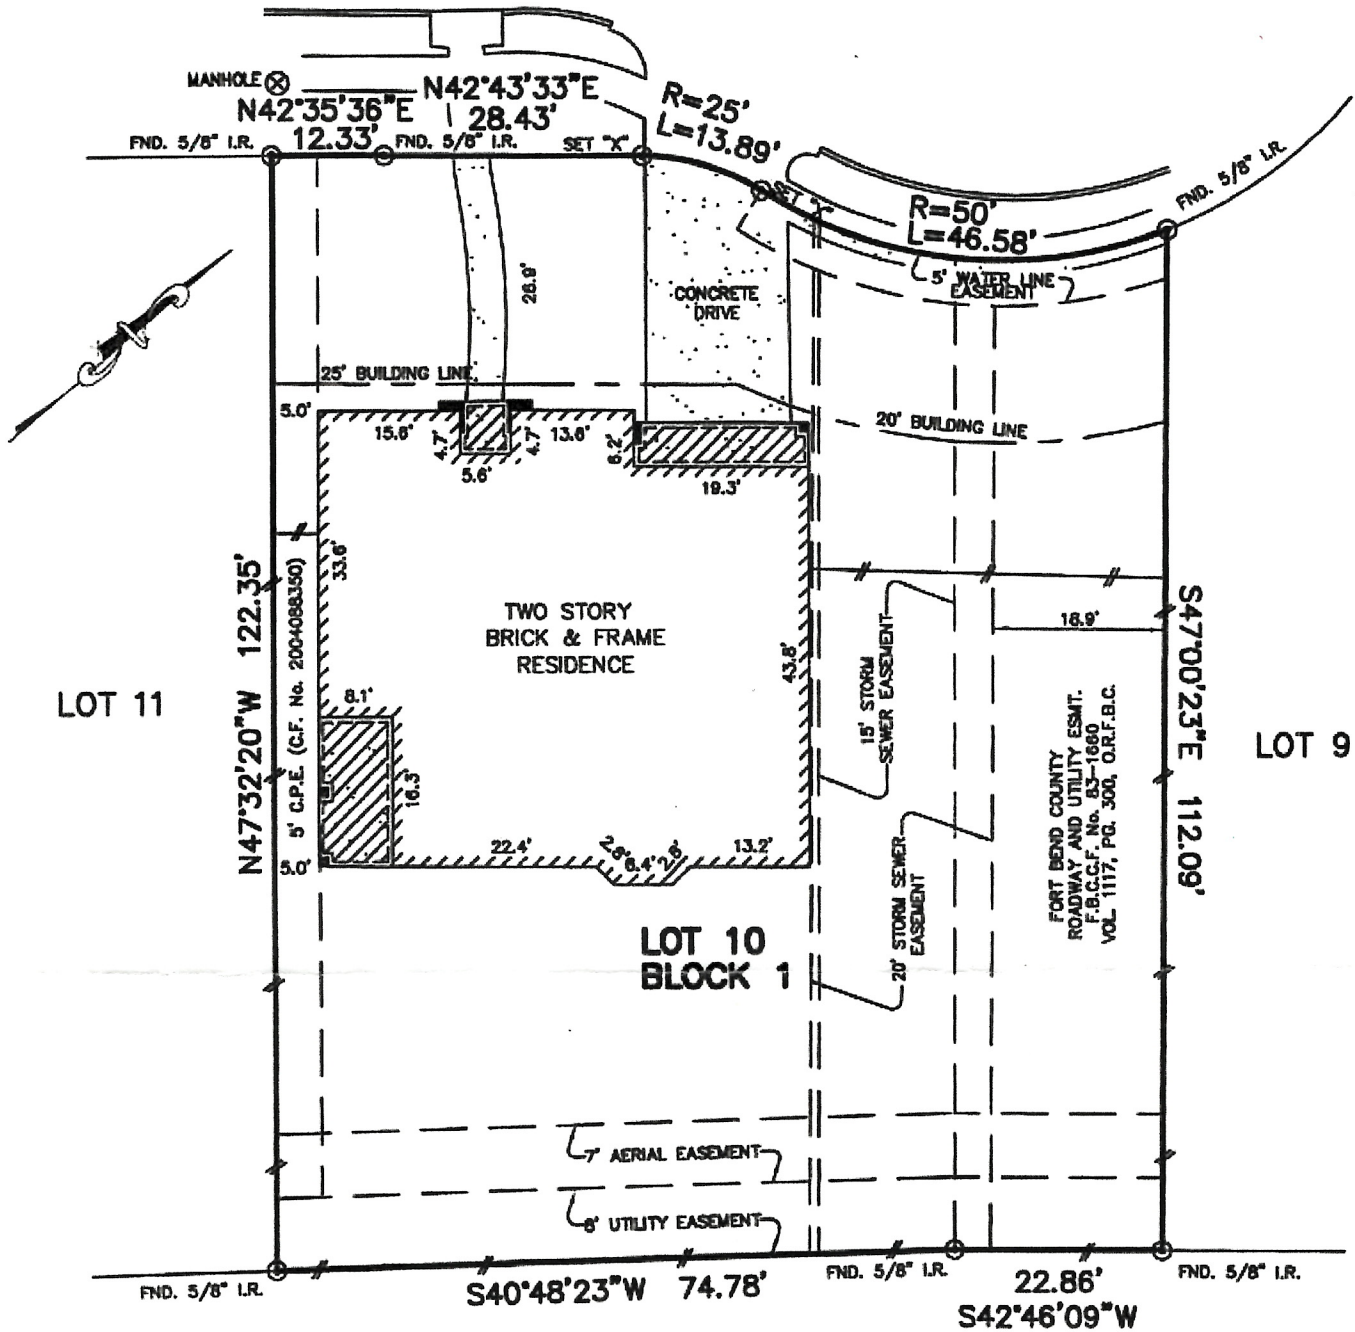 MANHOLE
N42°35'36"E
12.33'
N42°43'33"E
28.43'
R=25'
L=13.89'
FND. 5/8" I.R.
FND. 5/8" I.R.
SET "X"
SET "X"
R=50'
L=46.58'
FND. 5/8" I.R.
5' WATER LINE
EASEMENT
26.9'
CONCRETE
DRIVE
25' BUILDING LINE
20' BUILDING LINE
5.0'
15.6'
4.7'
5.6'
4.7'
13.6'
6.2'
19.3'
33.6'
TWO STORY
BRICK & FRAME
RESIDENCE
43.8'
8.1'
16.3'
22.4'
2.8'
6.4'
2.8'
13.2'
5.0'
5' C.P.E. (C.F. No. 2004088350)
N47°32'20"W 122.35'
LOT 11
15' STORM
SEWER EASEMENT
20' STORM SEWER
EASEMENT
18.9'
FORT BEND COUNTY
ROADWAY AND UTILITY ESMT.
F.B.C.C.F. No. 83-1660
VOL. 1117, PG. 300, O.R.F.B.C.
S47°00'23"E 112.09'
LOT 9
LOT 10
BLOCK 1
7' AERIAL EASEMENT
6' UTILITY EASEMENT
FND. 5/8" I.R.
S40°48'23"W 74.78'
FND. 5/8" I.R.
22.86'
S42°46'09"W
FND. 5/8" I.R.